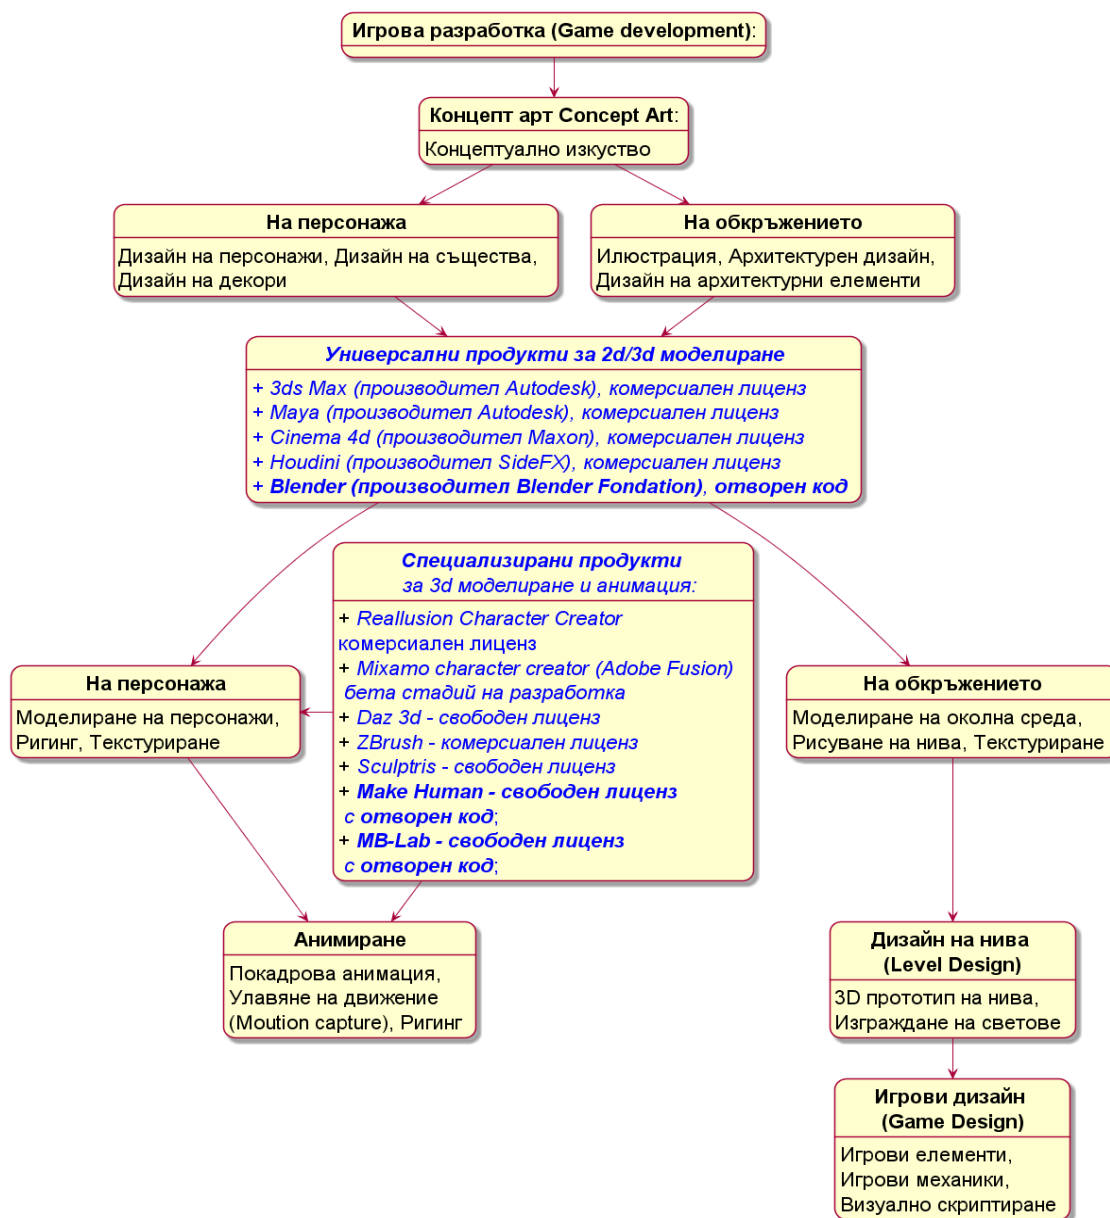 Игрова разработка (Game development):
Концепт арт Concept Art:
Концептуално изкуство
На персонажа
Дизайн на персонажи, Дизайн на същества,
Дизайн на декори
На обкръжението
Илюстрация, Архитектурен дизайн,
Дизайн на архитектурни елементи
Универсални продукти за 2d/3d моделиране
+ 3ds Max (производител Autodesk), комерсиален лиценз
+ Maya (производител Autodesk), комерсиален лиценз
+ Cinema 4d (производител Maxon), комерсиален лиценз
+ Houdini (производител SideFX), комерсиален лиценз
+ Blender (производител Blender Fondation), отворен код
Специализирани продукти
за 3d моделиране и анимация:
+ Reallusion Character Creator
комерсиален лиценз
+ Mixamo character creator (Adobe Fusion)
бета стадий на разработка
+ Daz 3d - свободен лиценз
+ ZBrush - комерсиален лиценз
+ Sculptris - свободен лиценз
+ Make Human - свободен лиценз
с отворен код;
+ MB-Lab - свободен лиценз
с отворен код;
На персонажа
Моделиране на персонажи,
Ригинг, Текстуриране
На обкръжението
Моделиране на околна среда,
Рисуване на нива, Текстуриране
Анимиране
Покадрова анимация,
Улавяне на движение
(Moution capture), Ригинг
Дизайн на нива
(Level Design)
3D прототип на нива,
Изграждане на светове
Игрови дизайн
(Game Design)
Игрови елементи,
Игрови механики,
Визуално скриптиране